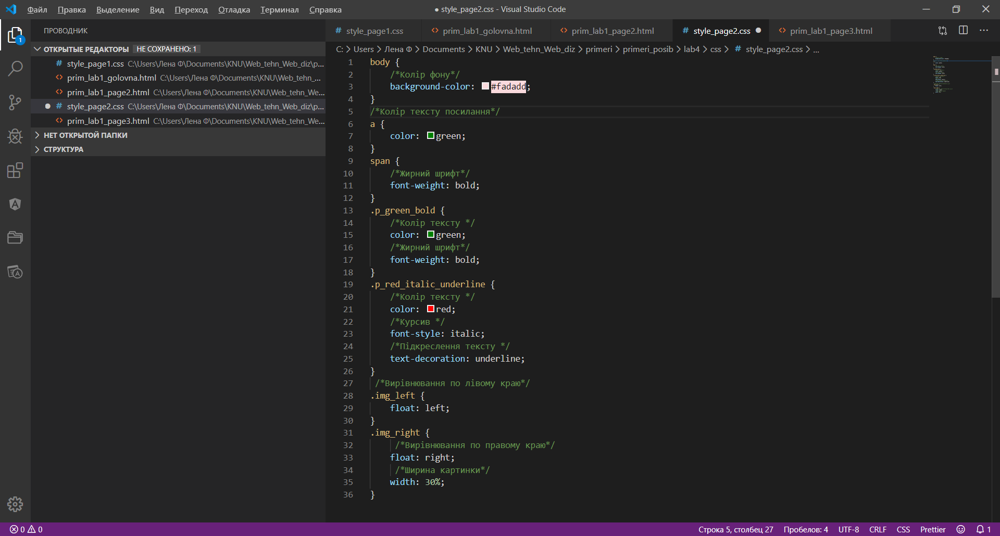 Файл Правка Выделение Вид Переход Отладка Терминал Справка
● style_page2.css - Visual Studio Code
ПРОВОДНИК
ОТКРЫТЫЕ РЕДАКТОРЫ НЕ СОХРАНЕНО: 1
# style_page1.css C:\Users\Лена Ф\Documents\KNU\Web_tehn_Web_diz\p...
<> prim_lab1_golovna.html C:\Users\Лена Ф\Documents\KNU\Web_tehn_...
<> prim_lab1_page2.html C:\Users\Лена Ф\Documents\KNU\Web_tehn_We...
● # style_page2.css C:\Users\Лена Ф\Documents\KNU\Web_tehn_Web_diz\p...
<> prim_lab1_page3.html C:\Users\Лена Ф\Documents\KNU\Web_tehn_We...
НЕТ ОТКРЫТОЙ ПАПКИ
СТРУКТУРА
1
# style_page1.css <> prim_lab1_golovna.html <> prim_lab1_page2.html # style_page2.css ● <> prim_lab1_page3.html
C: > Users > Лена Ф > Documents > KNU > Web_tehn_Web_diz > primeri > primeri_posib > lab4 > css > # style_page2.css > ...
1 body {
2 /*Колір фону*/
3 background-color: #fadadd;
4 }
5 /*Колір тексту посилання*/
6 a {
7 color: green;
8 }
9 span {
10 /*Жирний шрифт*/
11 font-weight: bold;
12 }
13 .p_green_bold {
14 /*Колір тексту */
15 color: green;
16 /*Жирний шрифт*/
17 font-weight: bold;
18 }
19 .p_red_italic_underline {
20 /*Колір тексту */
21 color: red;
22 /*Курсив */
23 font-style: italic;
24 /*Підкреслення тексту */
25 text-decoration: underline;
26 }
27 /*Вирівнювання по лівому краю*/
28 .img_left {
29 float: left;
30 }
31 .img_right {
32 /*Вирівнювання по правому краю*/
33 float: right;
34 /*Ширина картинки*/
35 width: 30%;
36 }
0 0
Строка 5, столбец 27 Пробелов: 4 UTF-8 CRLF CSS Prettier 1